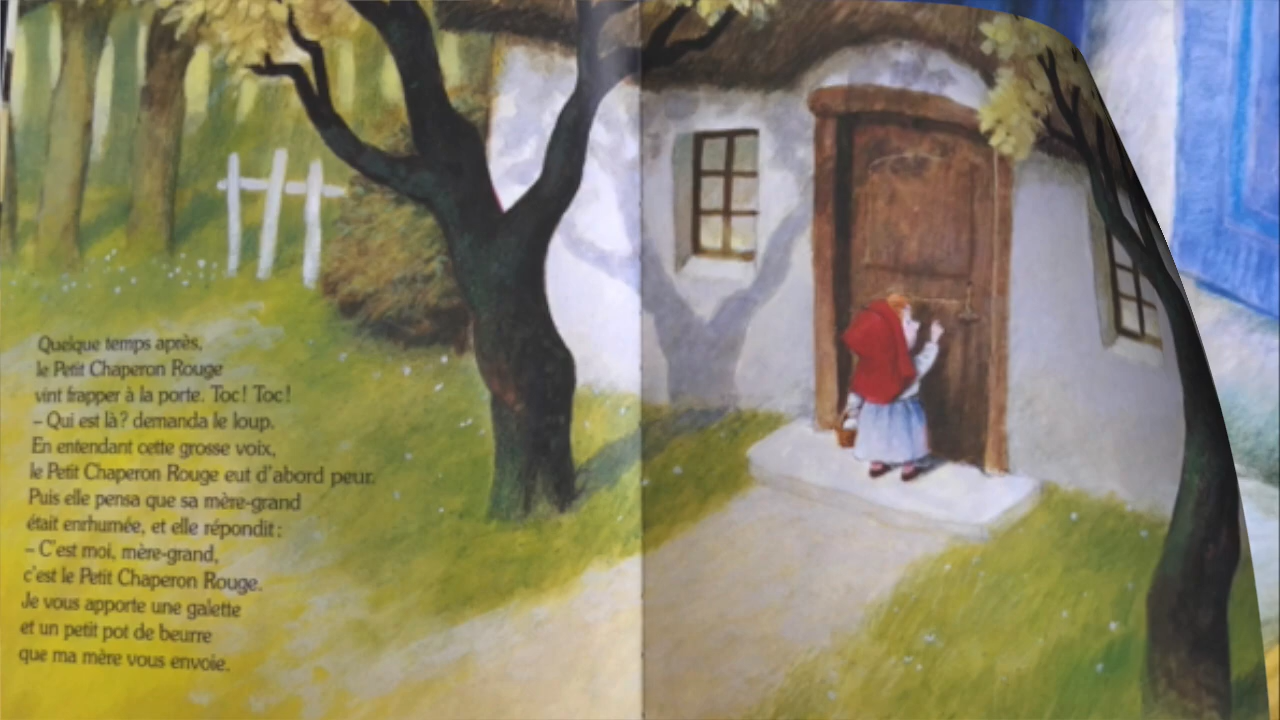 Quelque temps après,
le Petit Chaperon Rouge
vint frapper à la porte. Toc! Toc!
– Qui est là? demanda le loup.
En entendant cette grosse voix,
le Petit Chaperon Rouge eut d'abord peur.
Puis elle pensa que sa mère-grand
était enrhumée, et elle répondit:
– C'est moi, mère-grand,
c'est le Petit Chaperon Rouge.
Je vous apporte une galette
et un petit pot de beurre
que ma mère vous envoie.